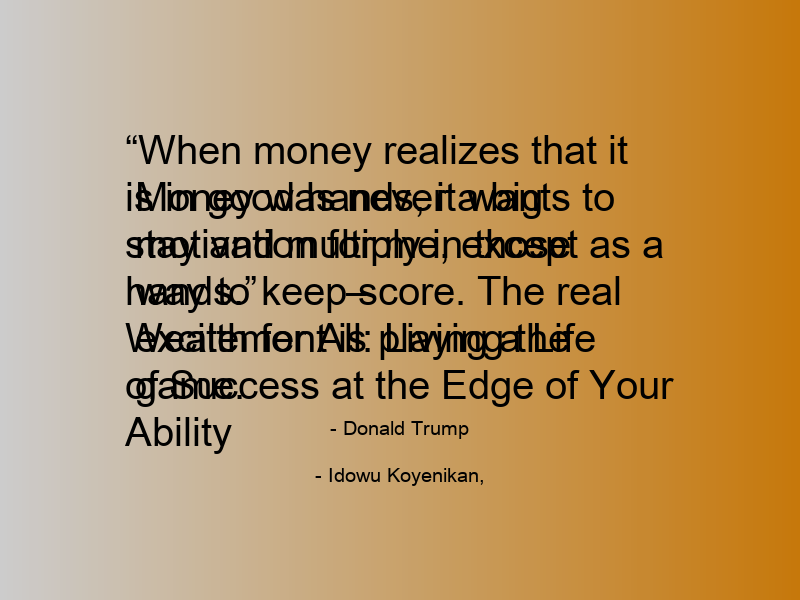 “When money realizes that it
is in good hands, it wants to
stay and multiply in those
hands.” ―
Wealth for All: Living a Life
of Success at the Edge of Your
Ability
- Idowu Koyenikan,
Money was never a big
motivation for me, except as a
way to keep score. The real
excitement is playing the
game.
- Donald Trump